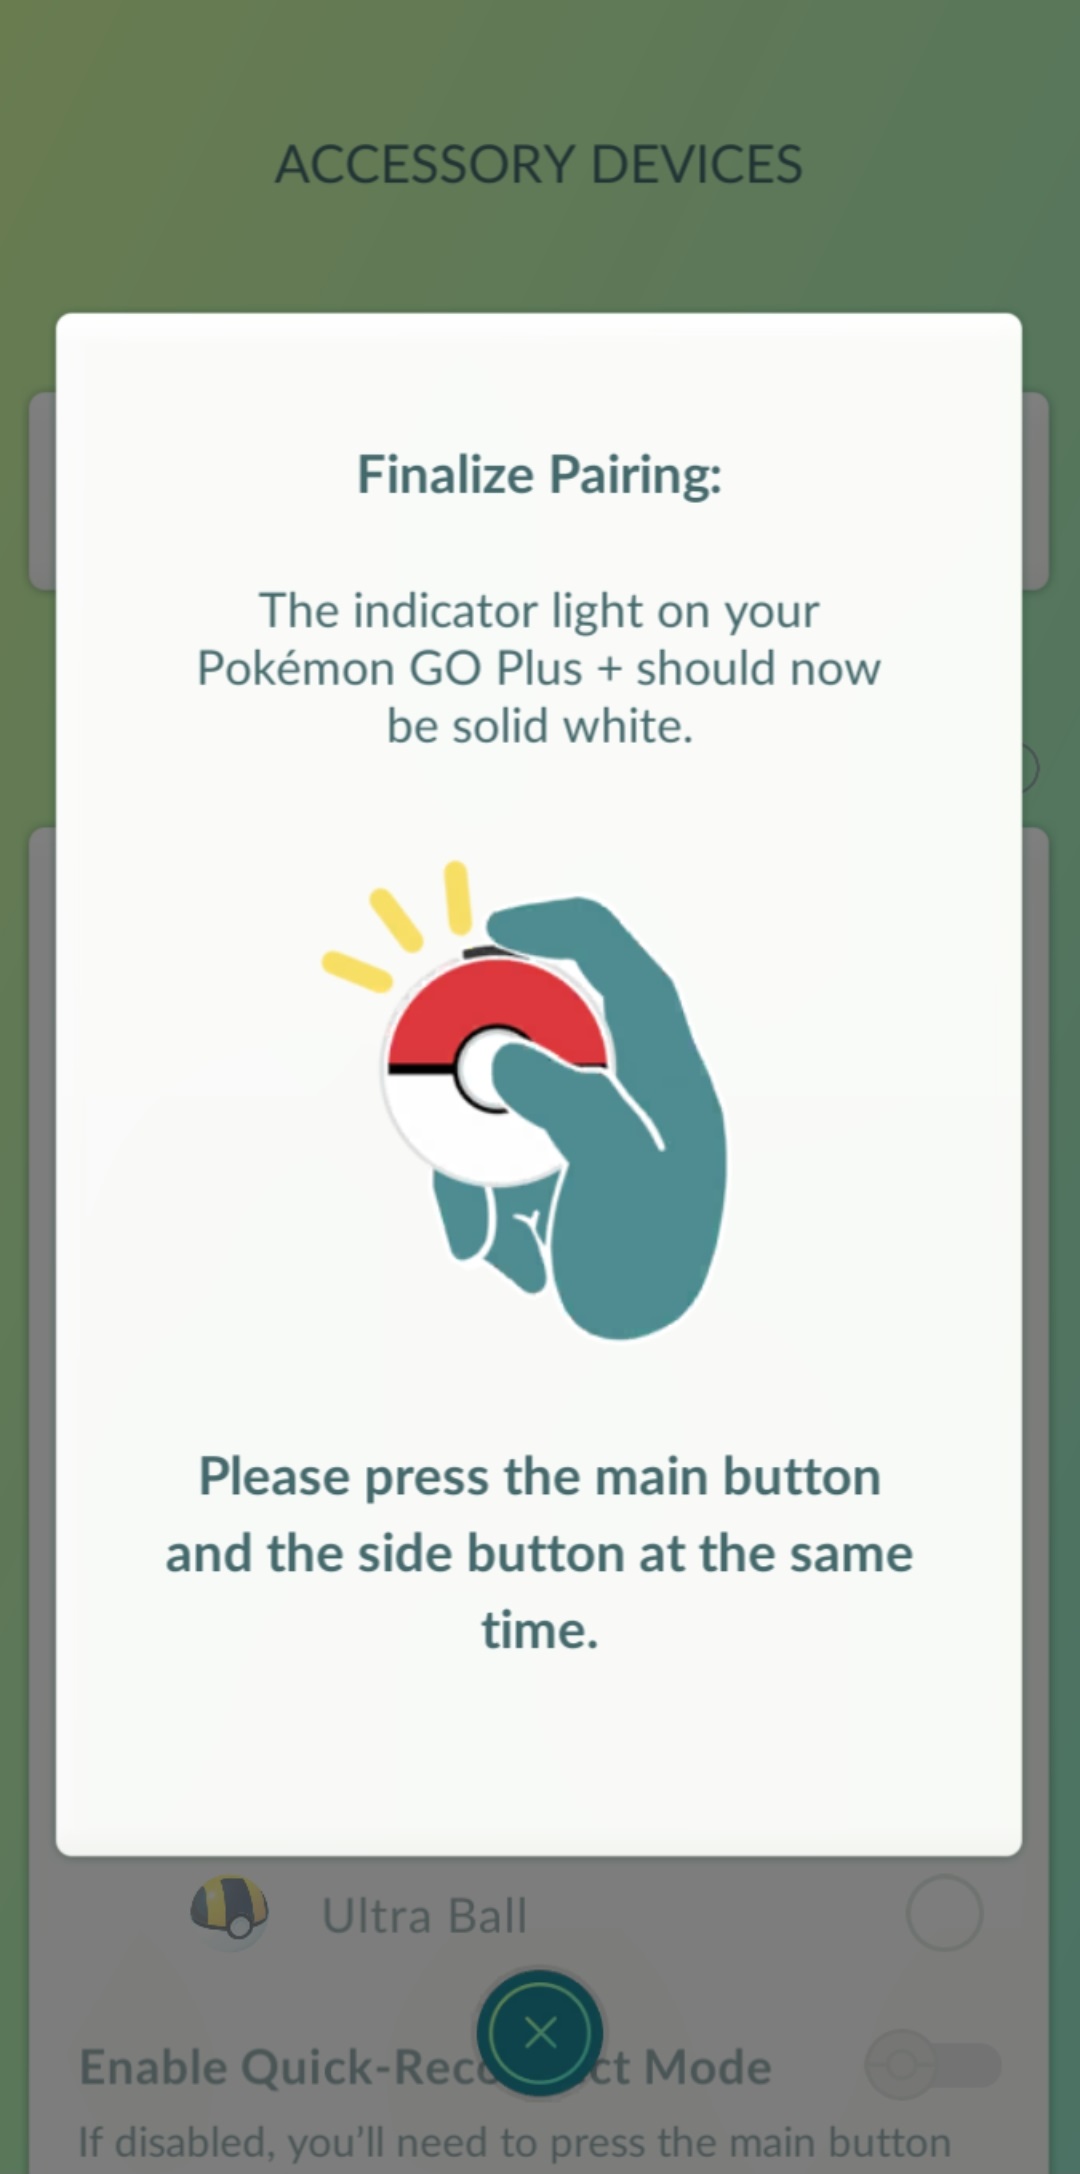 ACCESSORY DEVICES
Finalize Pairing:
The indicator light on your
Pokémon GO Plus + should now
be solid white.
Please press the main button
and the side button at the same
time.
Ultra Ball
Enable Quick-Reco ct Mode
If disabled, you'll need to press the main button